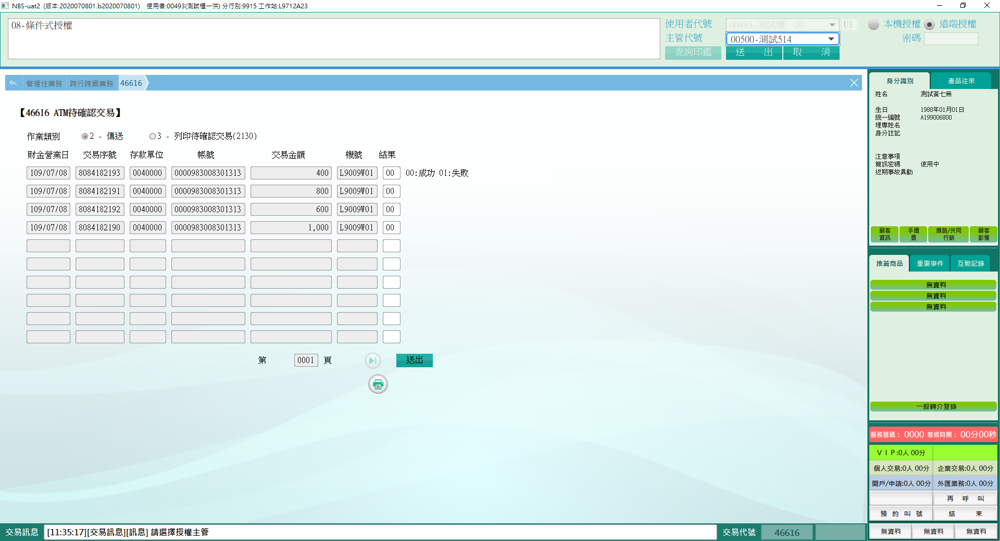 NBS-uat2 (版本:2020070801.b2020070801) 使用者:00493(測試櫃一洪) 分行別:9915 工作站:L9712A23
08-條件式授權
使用者代號 00493-測試櫃一洪 U1 本機授權 遠端授權
主管代號 00500-測試514 密碼
查詢印鑑 送 出 取 消
管理性業務 跨行跨國業務 46616
【46616 ATM待確認交易】
作業類別 2 - 傳送 3 - 列印待確認交易(2130)
財金營業日 交易序號 存款單位 帳號 交易金額 機號 結果
109/07/08 8084182193 0040000 0000983008301313 400 L9009W01 00 00:成功 01:失敗
109/07/08 8084182191 0040000 0000983008301313 800 L9009W01 00
109/07/08 8084182192 0040000 0000983008301313 600 L9009W01 00
109/07/08 8084182190 0040000 0000983008301313 1,000 L9009W01 00
第 0001 頁 送出
身分識別 產品往來
姓名 測試黃七無
生日 1988年01月01日
統一編號 A199006800
理專姓名
身分註記
注意事項
簡訊密碼 使用中
近期事故異動
顧客資訊 手續費 通路/共同行銷 顧客影像
推薦商品 重要事件 互動記錄
無資料
無資料
無資料
一般轉介登錄
服務號碼: 0000 等候時間: 00分00秒
VIP:0人 00分
個人交易:0人 00分 企業交易:0人 00分
開戶/申請:0人 00分 外匯業務:0人 00分
再 呼 叫
預 約 叫 號 結 束
交易訊息 [11:35:17][交易訊息][訊息] 請選擇授權主管 交易代號 46616
無資料 無資料 無資料